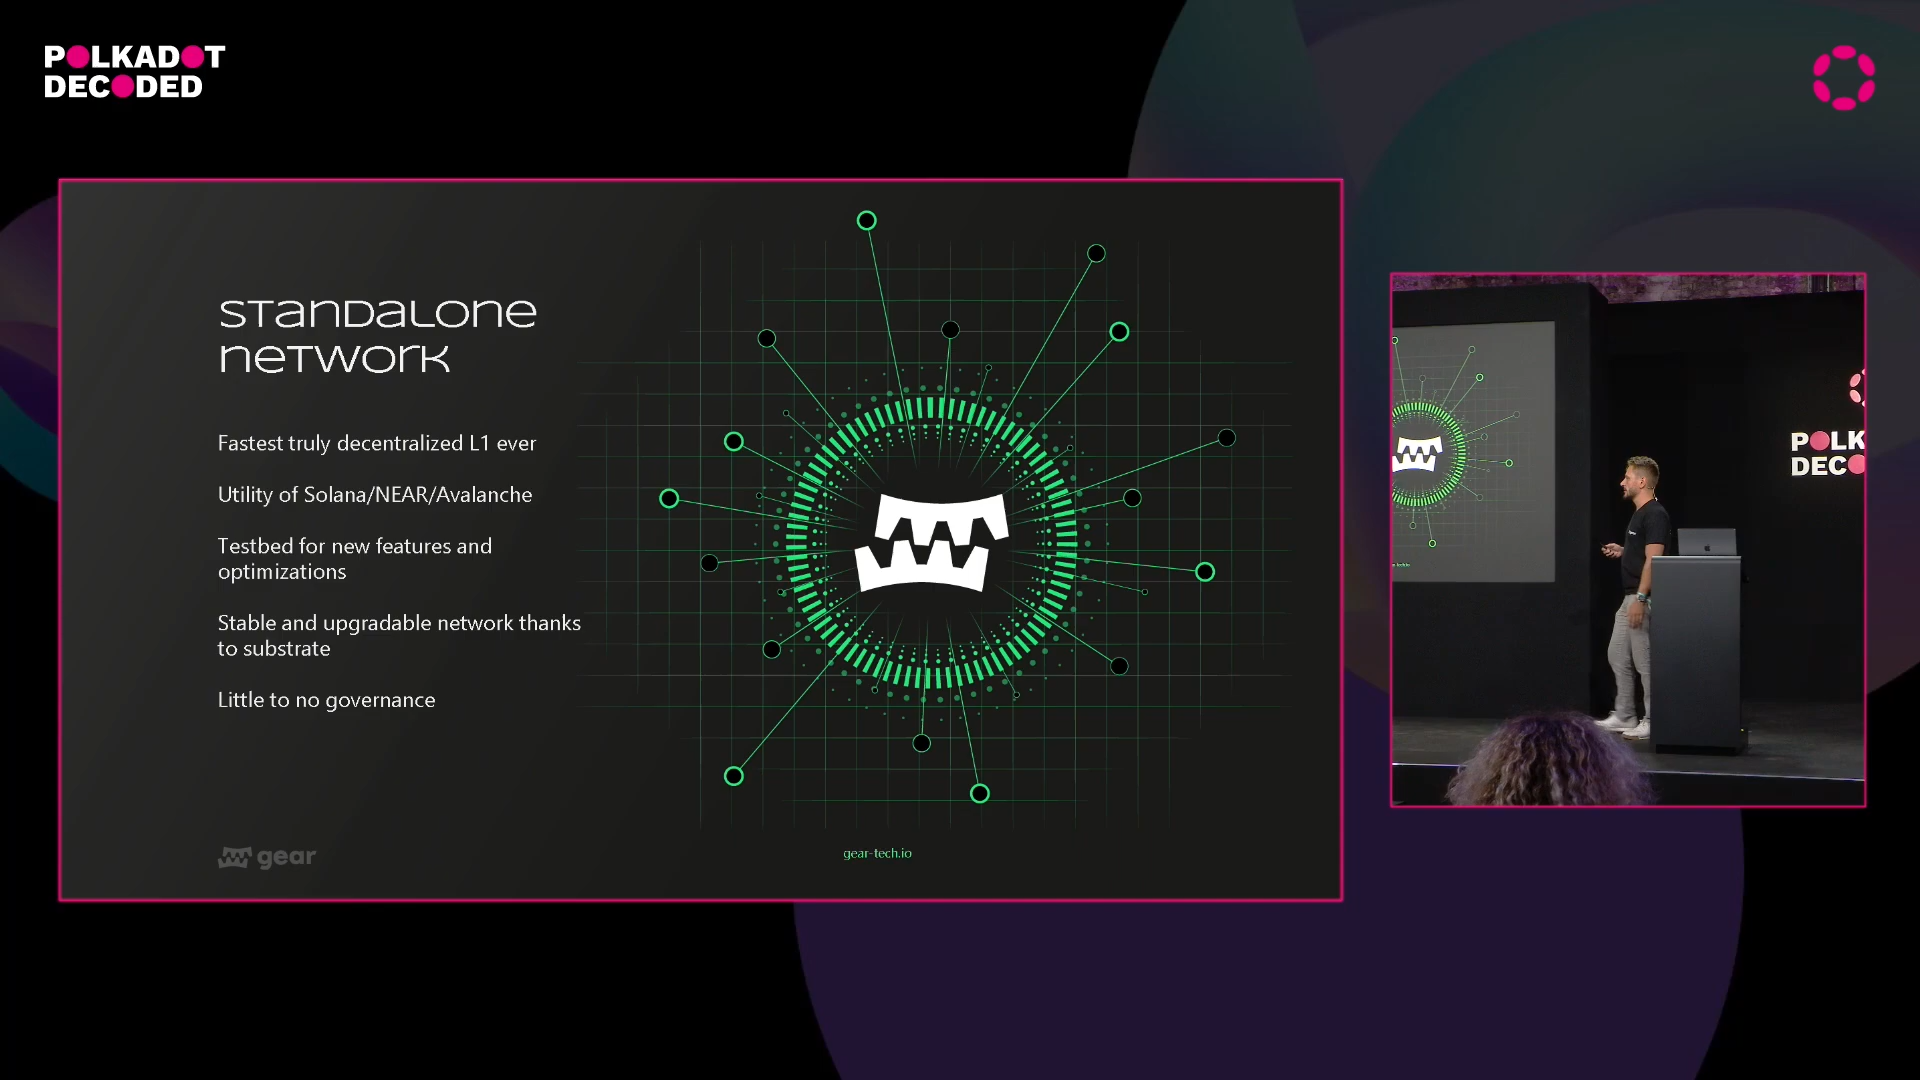 POLKADOT
DECODED
STANDALONE
NETWORK
Fastest truly decentralized L1 ever
Utility of Solana/NEAR/Avalanche
Testbed for new features and
optimizations
Stable and upgradable network thanks
to substrate
Little to no governance
gear
gear-tech.io
POLK
DECO